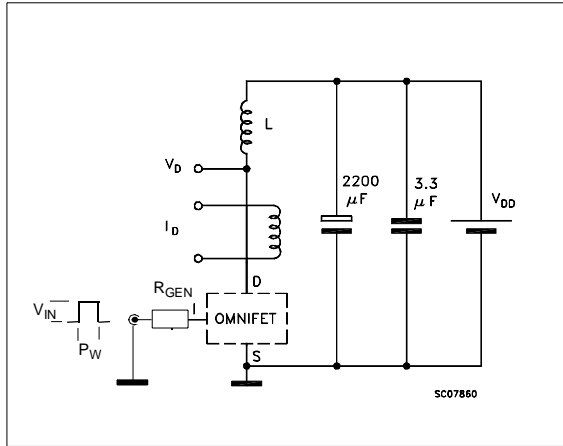 L
V_D
2200 μF
3.3 μF
V_DD
I_D
D
R_GEN
I
V_IN
OMNIFET
P_W
S
SC07860